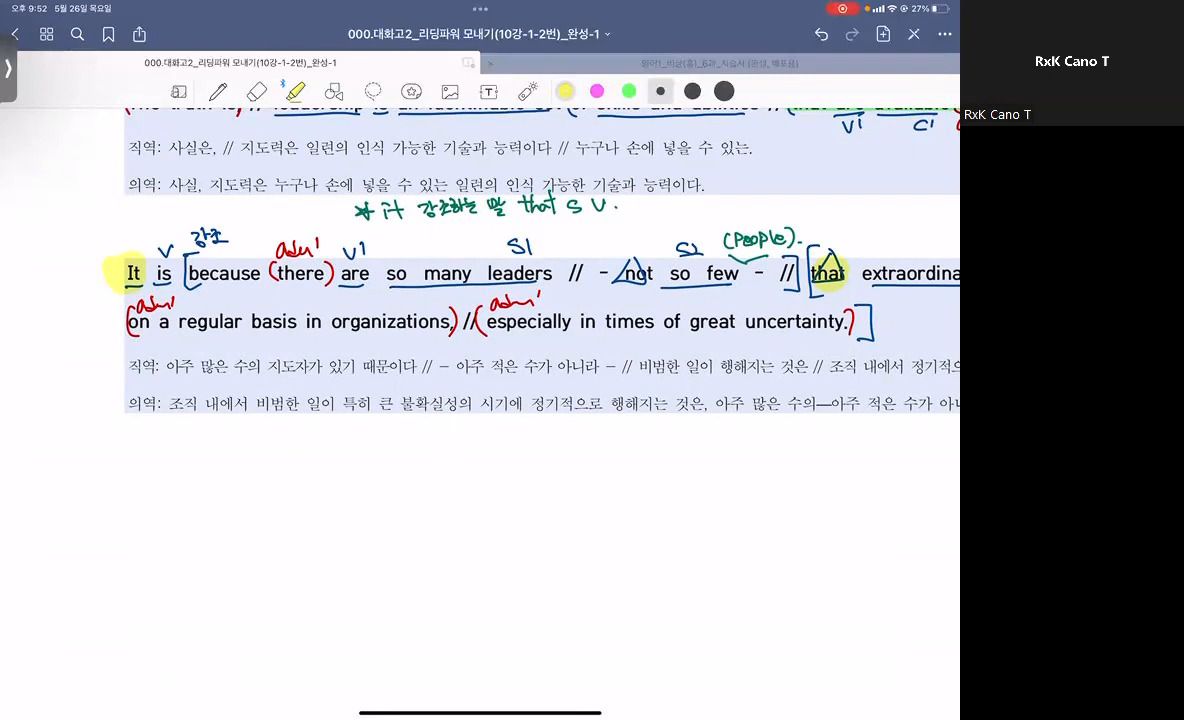 오후 9:52 5월 26일 목요일
27%
000.대화고2_리딩파워 모내기(10강-1-2번)_완성-1
000.대화고2_리딩파워 모내기(10강-1-2번)_완성-1
RxK Cano T
RxK Cano T
V' C'
직역: 사실은, // 지도력은 일련의 인식 가능한 기술과 능력이다 // 누구나 손에 넣을 수 있는.
의역: 사실, 지도력은 누구나 손에 넣을 수 있는 일련의 인식 가능한 기술과 능력이다.
* it 강조하는 말 that S V.
V 강조 adv' V' S1 S2 (people).
It is [because (there) are so many leaders // - not so few - //] [that extraordina
adv' adv'
(on a regular basis in organizations,) // (especially in times of great uncertainty.)]
직역: 아주 많은 수의 지도자가 있기 때문이다 // – 아주 적은 수가 아니라 – // 비범한 일이 행해지는 것은 // 조직 내에서 정기적으
의역: 조직 내에서 비범한 일이 특히 큰 불확실성의 시기에 정기적으로 행해지는 것은, 아주 많은 수의—아주 적은 수가 아니